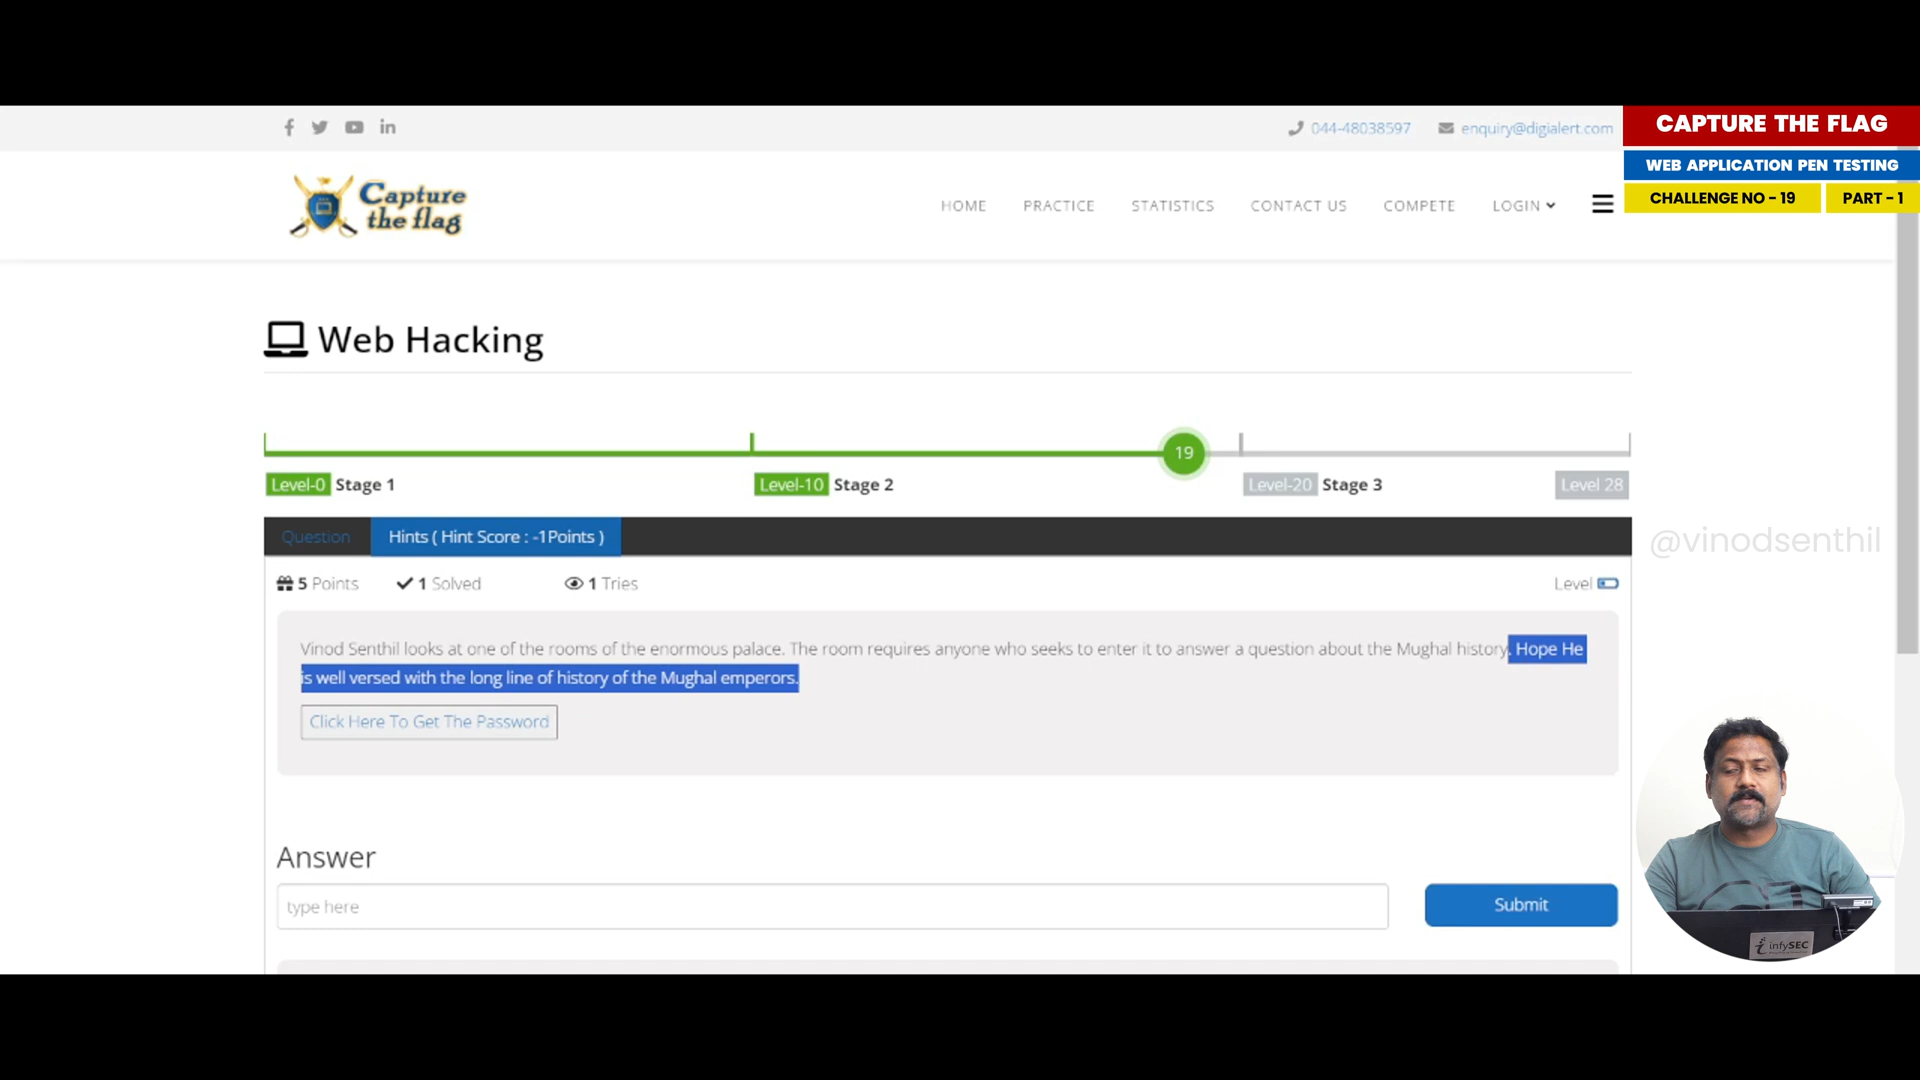 CAPTURE THE FLAG
044-48038597 enquiry@digialert.com
WEB APPLICATION PEN TESTING
CHALLENGE NO - 19 PART - 1
Capture the flag
HOME PRACTICE STATISTICS CONTACT US COMPETE LOGIN
Web Hacking
19
Level-0 Stage 1 Level-10 Stage 2 Level-20 Stage 3 Level 28
Question Hints ( Hint Score : -1Points )
@vinodsenthil
5 Points 1 Solved 1 Tries Level
Vinod Senthil looks at one of the rooms of the enormous palace. The room requires anyone who seeks to enter it to answer a question about the Mughal history. Hope He
is well versed with the long line of history of the Mughal emperors.
Click Here To Get The Password
Answer
type here Submit
infySEC